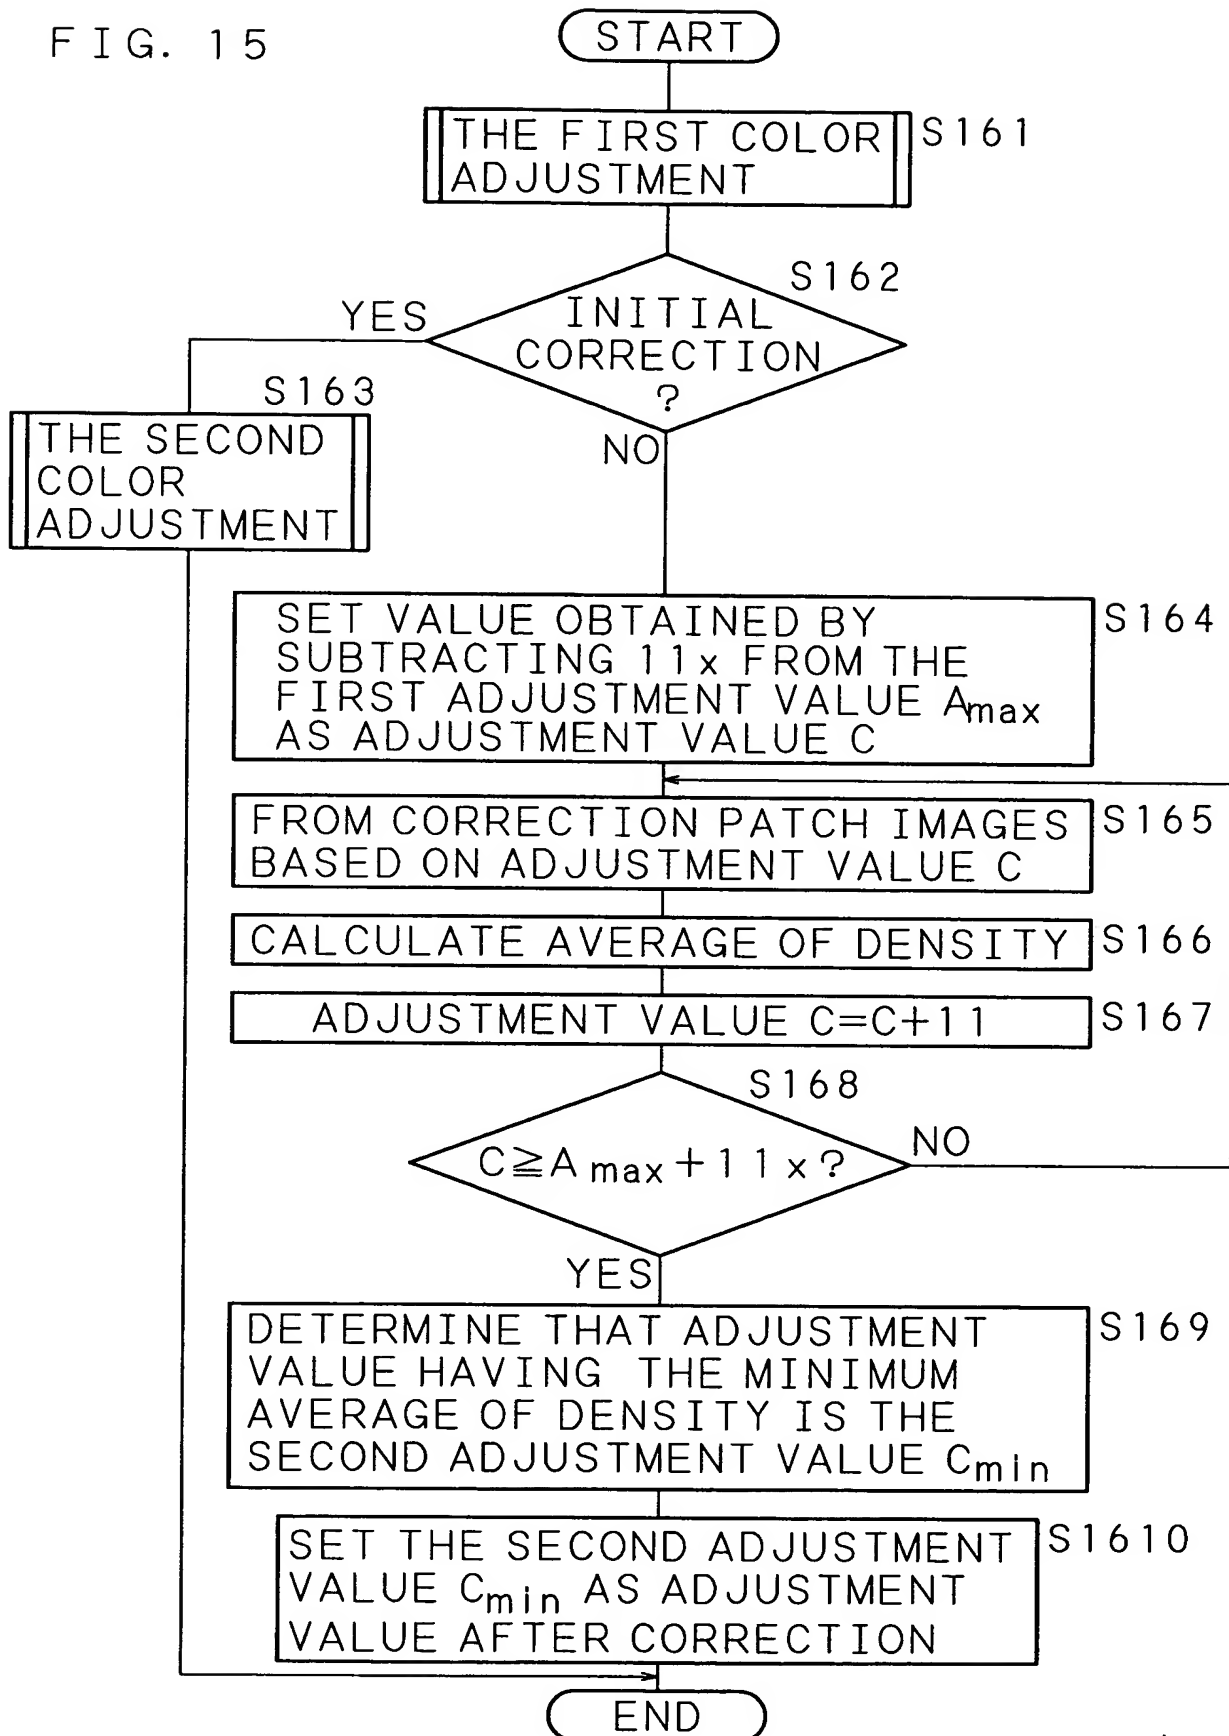 FIG. 15
START
THE FIRST COLOR
ADJUSTMENT
S161
S162
INITIAL
CORRECTION
?
YES
NO
S163
THE SECOND
COLOR
ADJUSTMENT
SET VALUE OBTAINED BY
SUBTRACTING 11x FROM THE
FIRST ADJUSTMENT VALUE Amax
AS ADJUSTMENT VALUE C
S164
FROM CORRECTION PATCH IMAGES
BASED ON ADJUSTMENT VALUE C
S165
CALCULATE AVERAGE OF DENSITY
S166
ADJUSTMENT VALUE C=C+11
S167
S168
C≧Amax+11x?
NO
YES
DETERMINE THAT ADJUSTMENT
VALUE HAVING THE MINIMUM
AVERAGE OF DENSITY IS THE
SECOND ADJUSTMENT VALUE Cmin
S169
SET THE SECOND ADJUSTMENT
VALUE Cmin AS ADJUSTMENT
VALUE AFTER CORRECTION
S1610
END